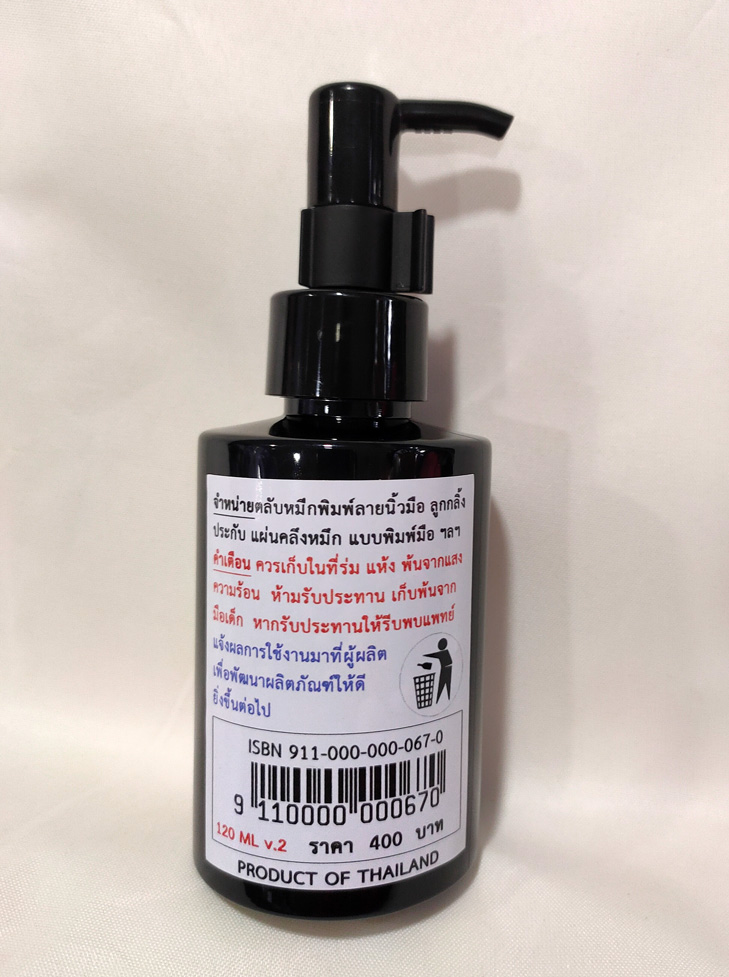 จำหน่ายตลับหมึกพิมพ์ลายนิ้วมือ ลูกกลิ้ง
ประกับ แผ่นคลึงหมึก แบบพิมพ์มือ ฯลฯ
คำเตือน ควรเก็บในที่ร่ม แห้ง พ้นจากแสง
ความร้อน ห้ามรับประทาน เก็บพ้นจาก
มือเด็ก หากรับประทานให้รีบพบแพทย์
แจ้งผลการใช้งานมาที่ผู้ผลิต
เพื่อพัฒนาผลิตภัณฑ์ให้ดี
ยิ่งขึ้นต่อไป
ISBN 911-000-000-067-0
9 110000 000670
120 ML v.2 ราคา 400 บาท
PRODUCT OF THAILAND